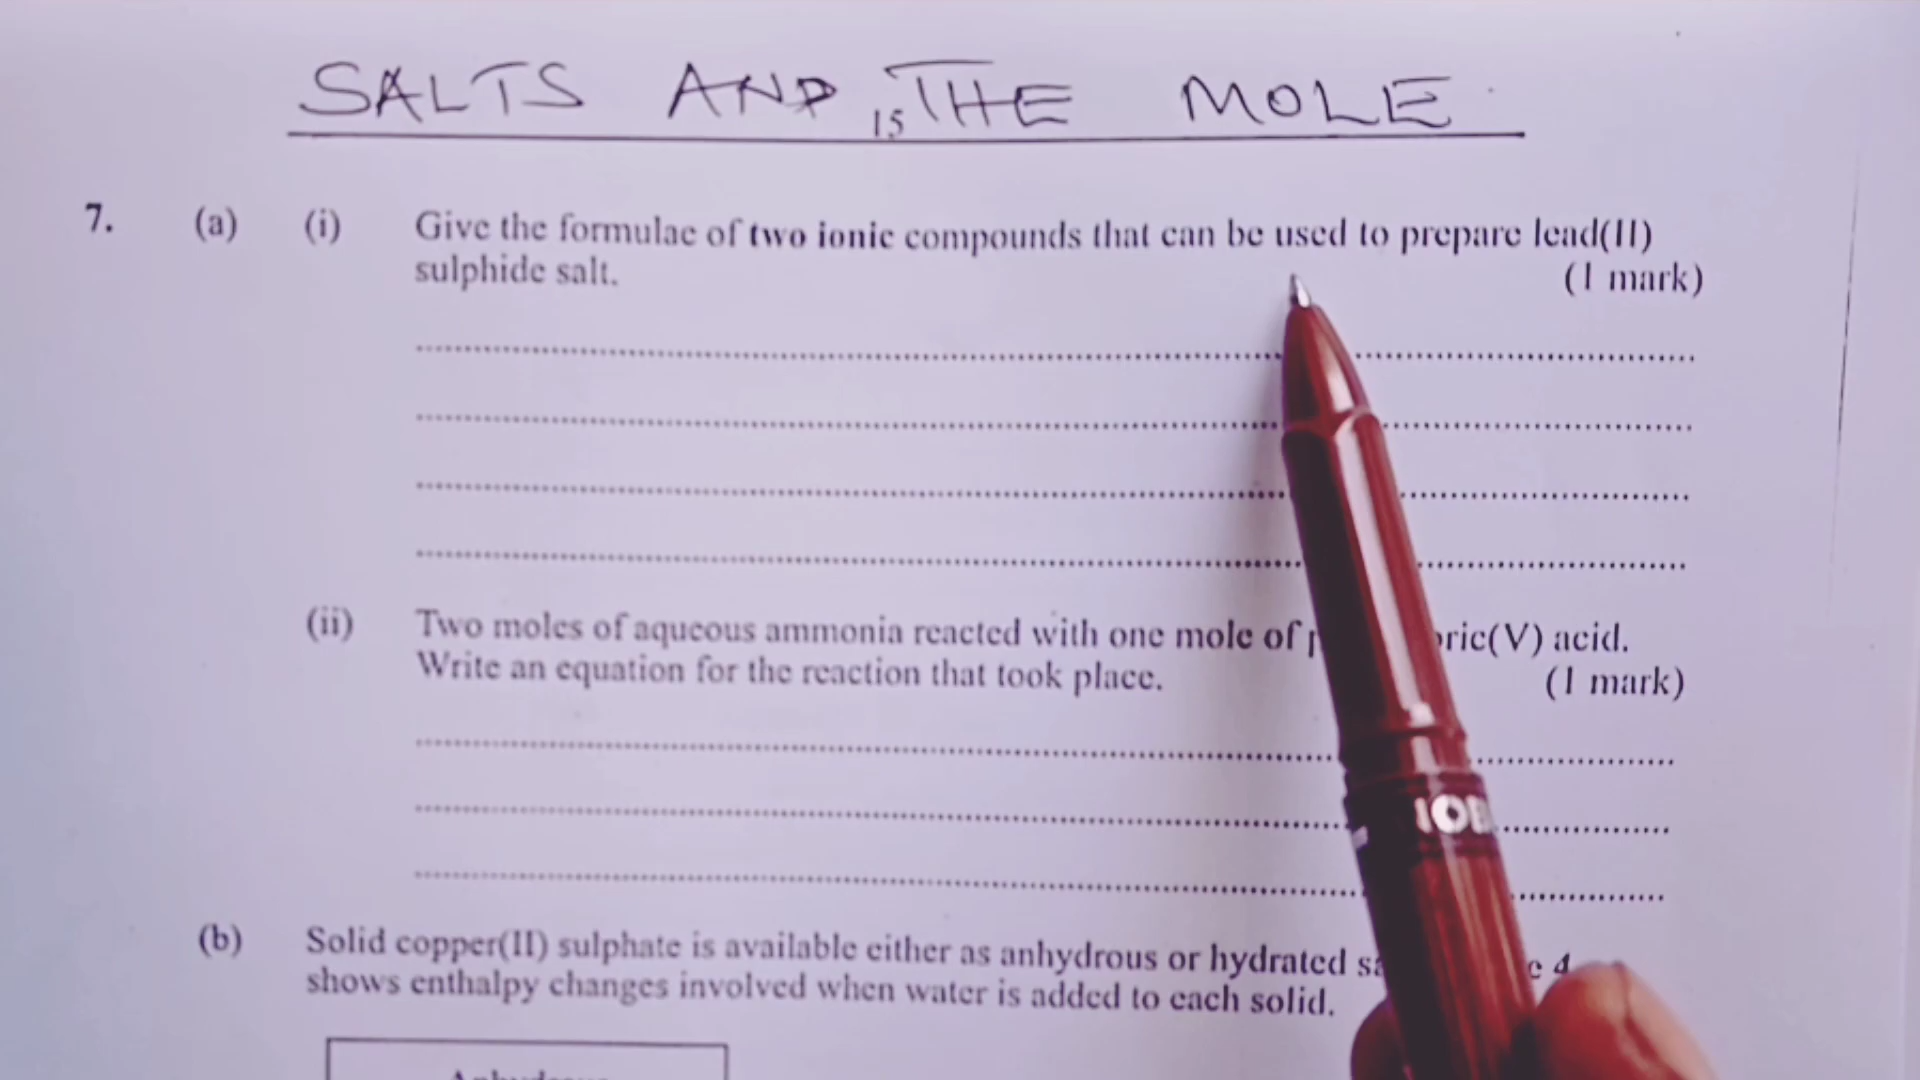 SALTS AND THE MOLE
15
7. (a) (i) Give the formulae of two ionic compounds that can be used to prepare lead(II)
sulphide salt. (1 mark)
(ii) Two moles of aqueous ammonia reacted with one mole of (V) acid.
Write an equation for the reaction that took place. (1 mark)
(b) Solid copper(II) sulphate is available either as anhydrous or hydrated 4
shows enthalpy changes involved when water is added to each solid.